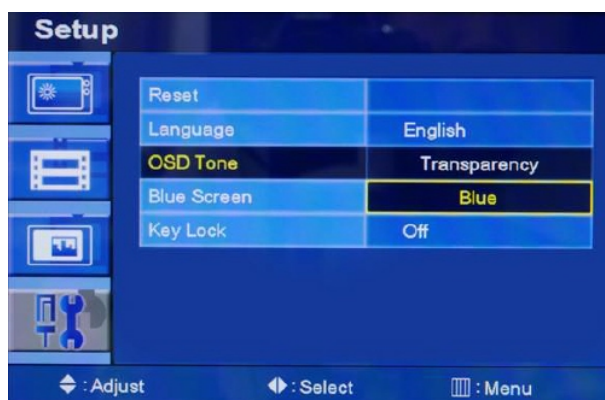 Setup
Reset
Language English
OSD Tone Transparency
Blue Screen Blue
Key Lock Off
: Adjust : Select : Menu